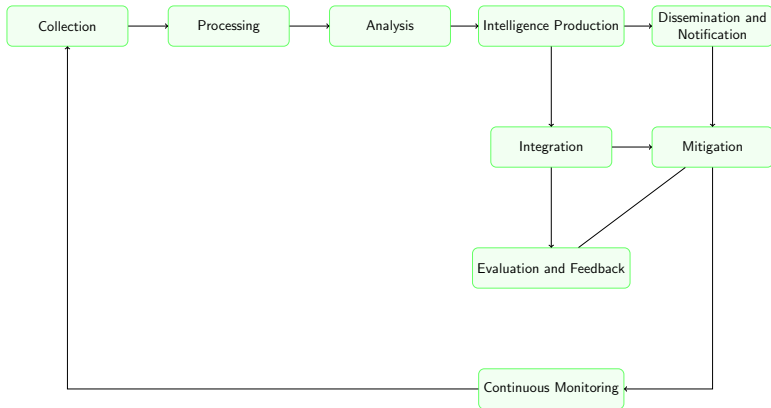 Collection
Processing
Analysis
Intelligence Production
Dissemination and
Notification
Integration
Mitigation
Evaluation and Feedback
Continuous Monitoring